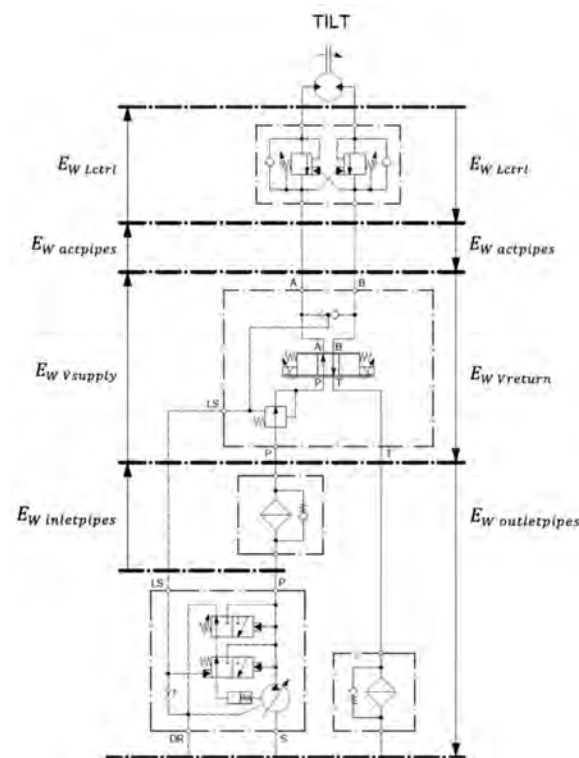 TILT
E_W Lctrl E_W Lctrl
E_W actpipes E_W actpipes
A B
A B
E_W Vsupply E_W Vreturn
P T
LS
P T
E_W inletpipes E_W outletpipes
LS P
DR S